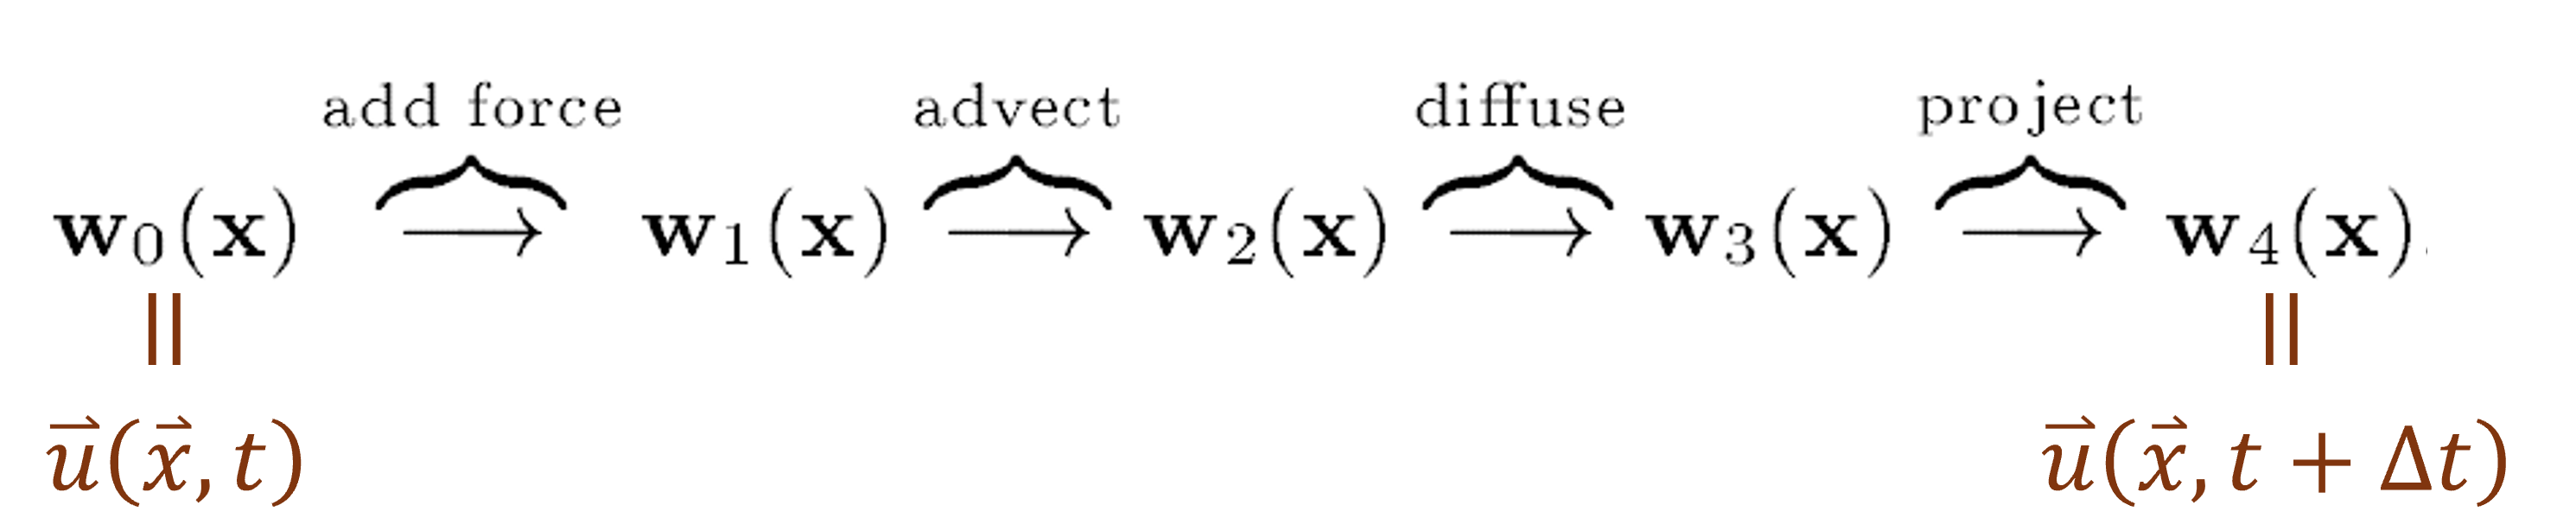 add force advect diffuse project
w₀(x) ⟶ w₁(x) ⟶ w₂(x) ⟶ w₃(x) ⟶ w₄(x).
|| ||
u⃗(x⃗, t) u⃗(x⃗, t + Δt)